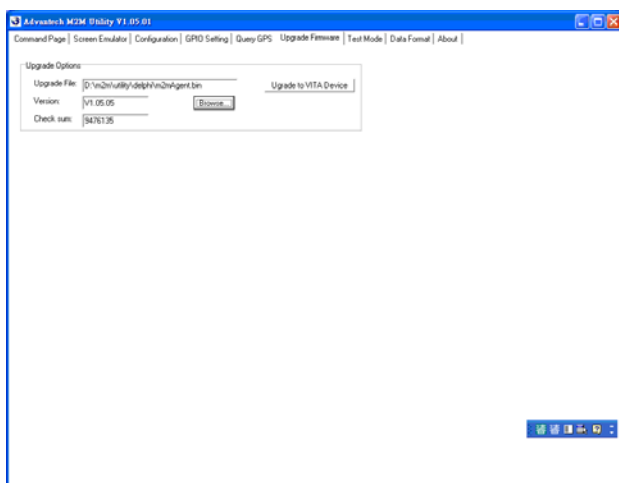 Advantech M2M Utility V1.05.01
Command Page Screen Emulator Configuration GPIO Setting Query GPS Upgrade Firmware Test Mode Data Format About
Upgrade Options
Upgrade File: D:\m2m\utility\delphi\m2mAgent.bin Ugrade to VITA Device
Version: V1.05.05 Browse...
Check sum: 9476135